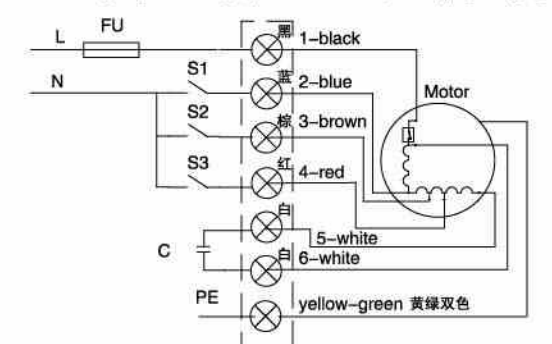 FU
L
黑
1-black
N
S1
蓝
2-blue
Motor
S2
棕
3-brown
S3
红
4-red
白
5-white
C
白
6-white
PE
yellow-green 黄绿双色